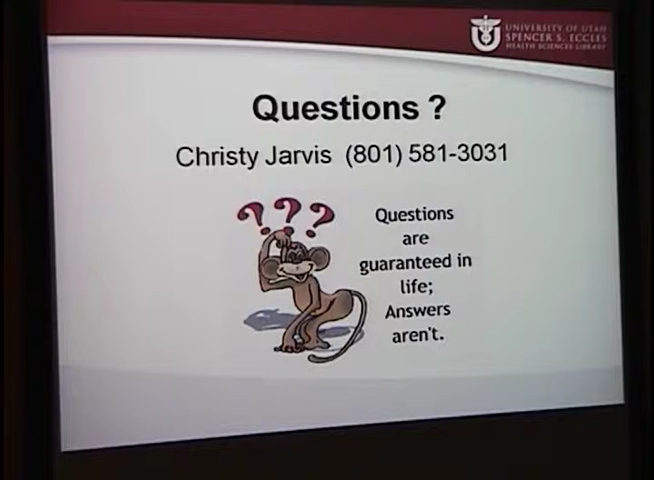 UNIVERSITY OF UTAH
SPENCER S. ECCLES
HEALTH SCIENCES LIBRARY
Questions ?
Christy Jarvis (801) 581-3031
? ? ?
Questions
are
guaranteed in
life;
Answers
aren't.